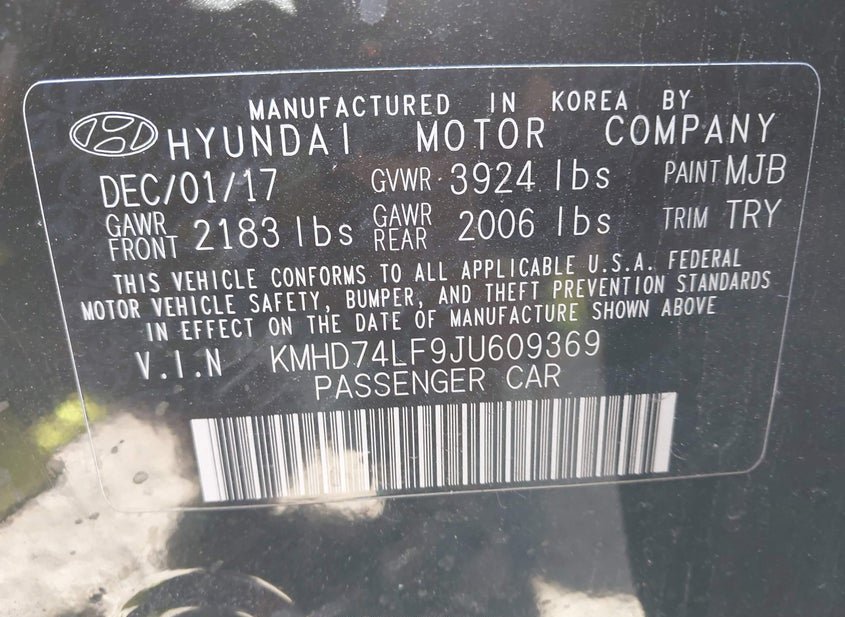 MANUFACTURED IN KOREA BY
HYUNDAI MOTOR COMPANY
DEC/01/17 GVWR 3924 lbs PAINT MJB
GAWR FRONT 2183 lbs GAWR REAR 2006 lbs TRIM TRY
THIS VEHICLE CONFORMS TO ALL APPLICABLE U.S.A. FEDERAL
MOTOR VEHICLE SAFETY, BUMPER, AND THEFT PREVENTION STANDARDS
IN EFFECT ON THE DATE OF MANUFACTURE SHOWN ABOVE
V.I.N KMHD74LF9JU609369
PASSENGER CAR